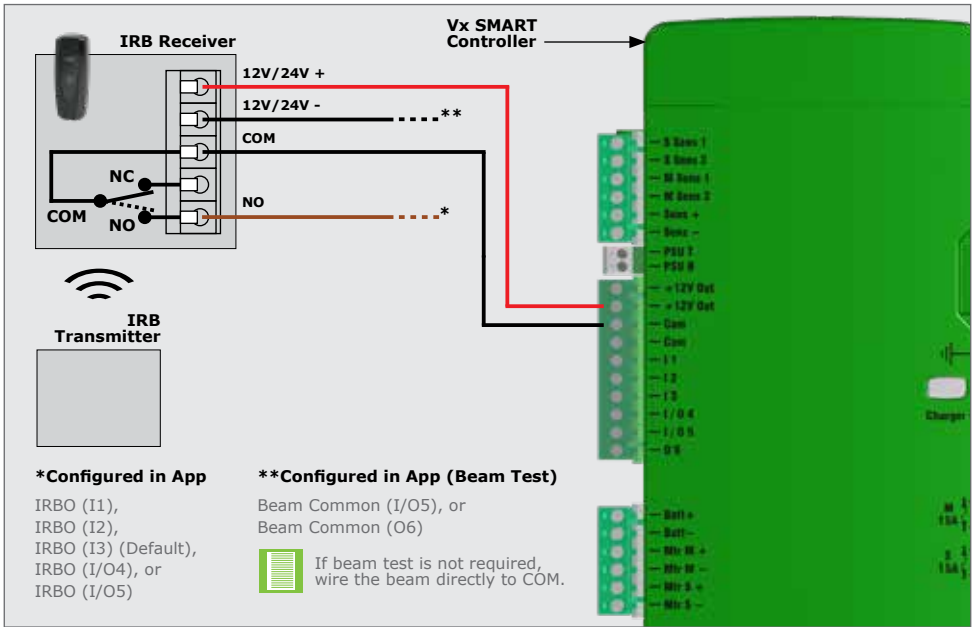 IRB Receiver
Vx SMART
Controller
12V/24V +
12V/24V -
**
COM
NC
COM
NO
NO
*
IRB
Transmitter
S Sens 1
S Sens 2
M Sens 1
M Sens 2
Sens +
Sens -
PSU T
PSU R
+12V Out
+12V Out
Com
Com
I 1
I 2
I 3
I/O 4
I/O 5
O 6
Charger
Batt+
Batt-
Mtr M +
Mtr M -
Mtr S +
Mtr S -
M
15A
S
15A
*Configured in App
IRBO (I1),
IRBO (I2),
IRBO (I3) (Default),
IRBO (I/O4), or
IRBO (I/O5)
**Configured in App (Beam Test)
Beam Common (I/O5), or
Beam Common (O6)
If beam test is not required,
wire the beam directly to COM.